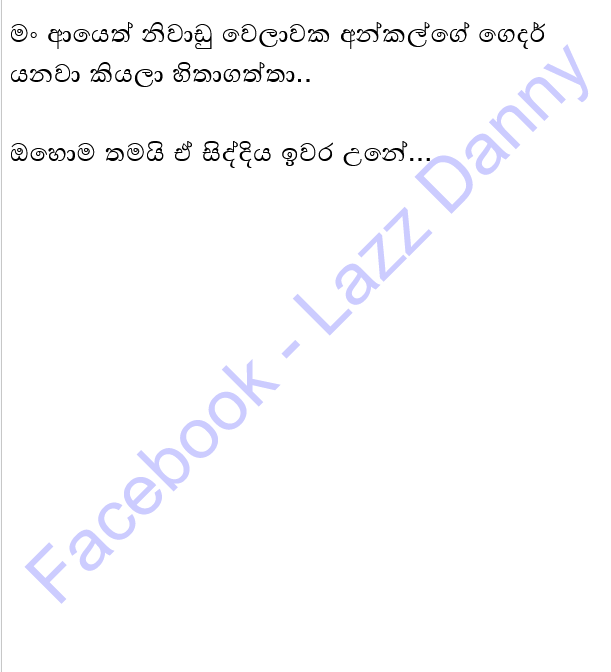 මං ආයෙත් නිවාඩු වෙලාවක අන්කල්ගේ ගෙදර්
යනවා කියලා හිතාගත්තා..
ඔහොම තමයි ඒ සිද්දිය ඉවර උනේ...
Facebook - Lazz Danny